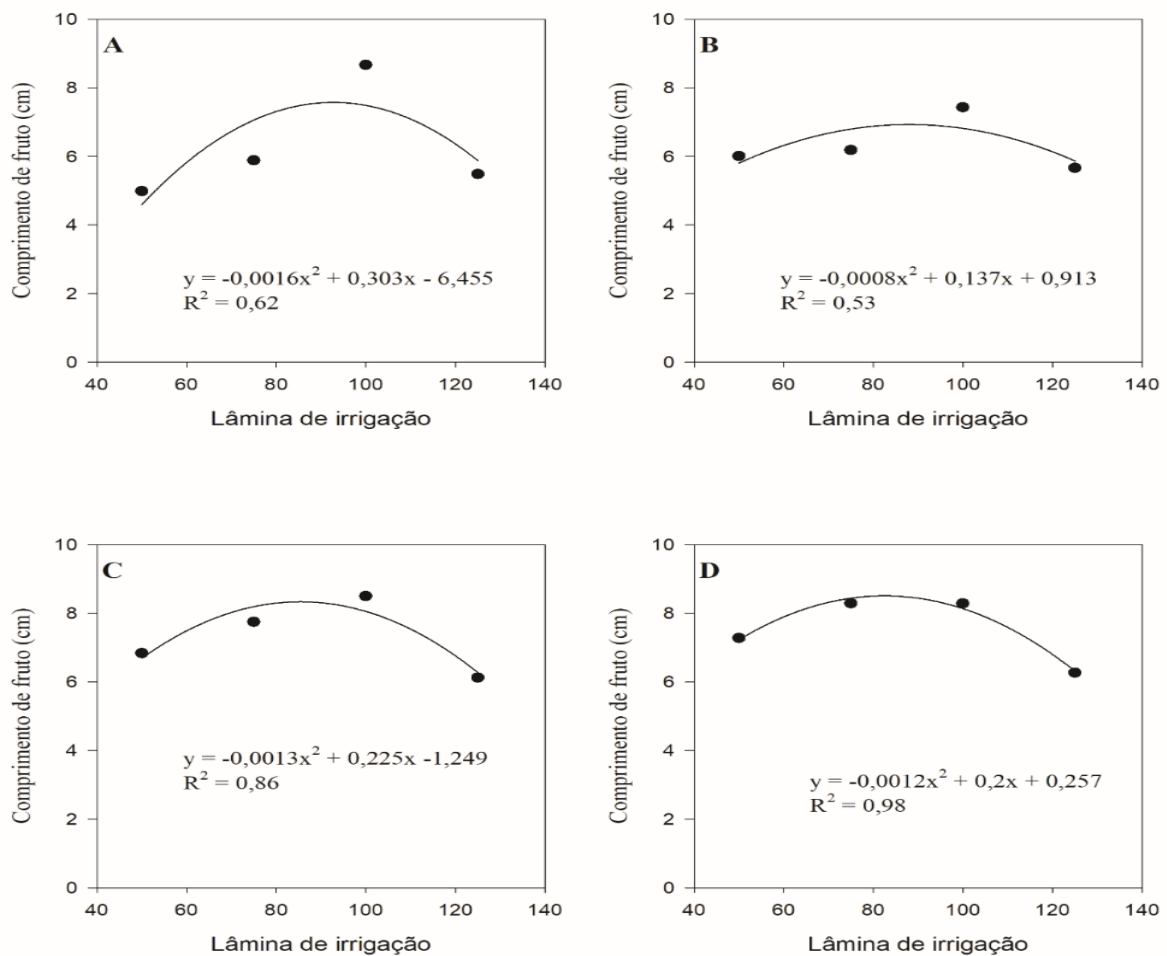 A
Comprimento de fruto (cm)
10
8
6
4
2
0
y = -0,0016x² + 0,303x - 6,455
R² = 0,62
40 60 80 100 120 140
Lâmina de irrigação
B
Comprimento de fruto (cm)
10
8
6
4
2
0
y = -0,0008x² + 0,137x + 0,913
R² = 0,53
40 60 80 100 120 140
Lâmina de irrigação
C
Comprimento de fruto (cm)
10
8
6
4
2
0
y = -0,0013x² + 0,225x -1,249
R² = 0,86
40 60 80 100 120 140
Lâmina de irrigação
D
Comprimento de fruto (cm)
10
8
6
4
2
0
y = -0,0012x² + 0,2x + 0,257
R² = 0,98
40 60 80 100 120 140
Lâmina de irrigação